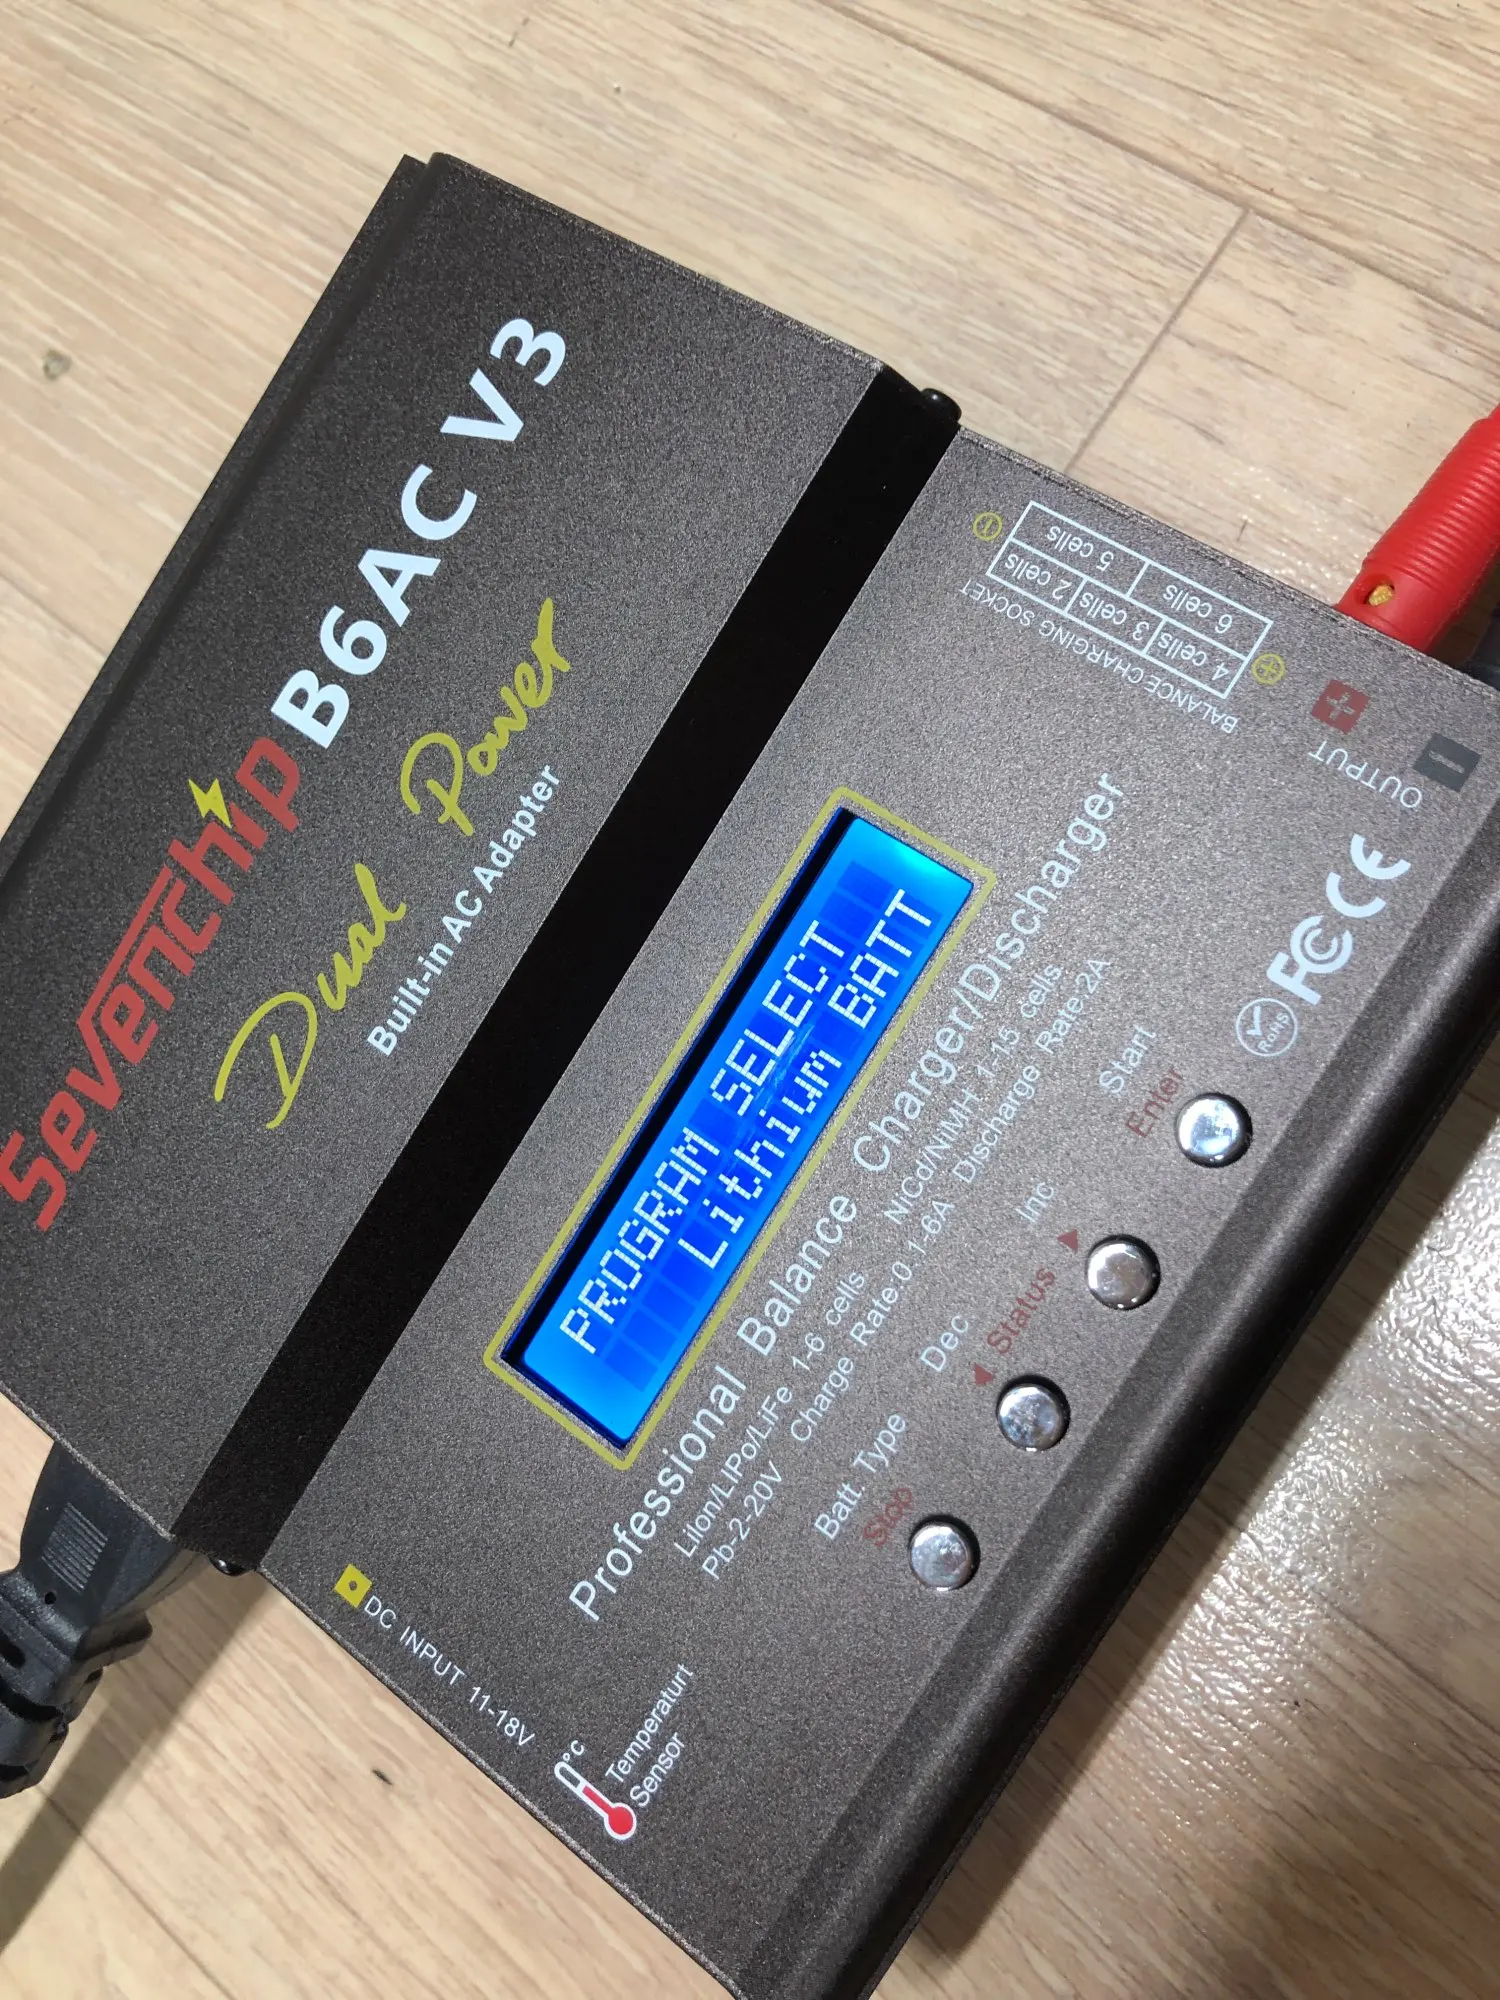 Sevenchip B6AC V3
Dual Power
Built-in AC Adapter
PROGRAM SELECT
Lithium BATT
Professional Balance Charger/Discharger
LiIon/LiPo/LiFe 1-6 cells NiCd/NiMH 1-15 cells
Pb-2-20V Charge Rate:0.1-6A Discharge Rate:2A
Batt. Type Dec. Inc Start
Stop ◀ Status ▶ Enter
DC INPUT 11-18V
°C
Temperaturt
Sensor
BALANCE CHARGING SOCKET
4 cells 3 cells 2 cells
6 cells 5 cells
OUTPUT
+
−
RoHS
FC CE